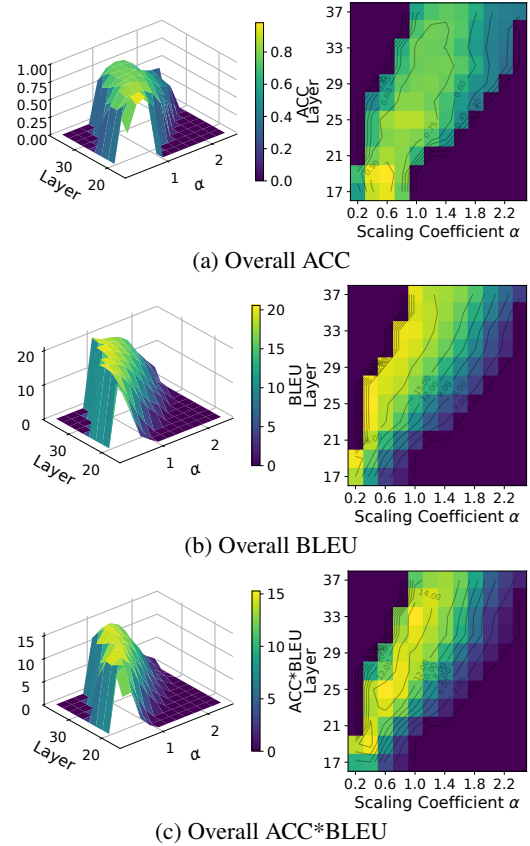 1.00
0.75
0.50
0.25
0.00
30
20
Layer
1
2
α
0.8
0.6
0.4
0.2
0.0
ACC
Layer
37
33
29
25
21
17
0.2 0.6 1.0 1.4 1.8 2.2
Scaling Coefficient α
(a) Overall ACC
20
10
0
30
20
Layer
1
2
α
20
15
10
5
0
BLEU
Layer
37
33
29
25
21
17
0.2 0.6 1.0 1.4 1.8 2.2
Scaling Coefficient α
(b) Overall BLEU
15
10
5
0
30
20
Layer
1
2
α
15
10
5
0
ACC*BLEU
Layer
37
33
29
25
21
17
14.00
0.2 0.6 1.0 1.4 1.8 2.2
Scaling Coefficient α
(c) Overall ACC*BLEU